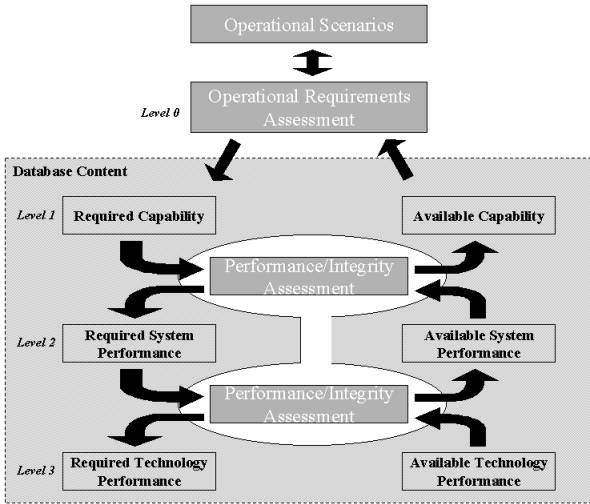 Operational Scenarios
Level 0
Operational Requirements
Assessment
Database Content
Level 1
Required Capability
Available Capability
Performance/Integrity
Assessment
Level 2
Required System
Performance
Available System
Performance
Performance/Integrity
Assessment
Level 3
Required Technology
Performance
Available Technology
Performance